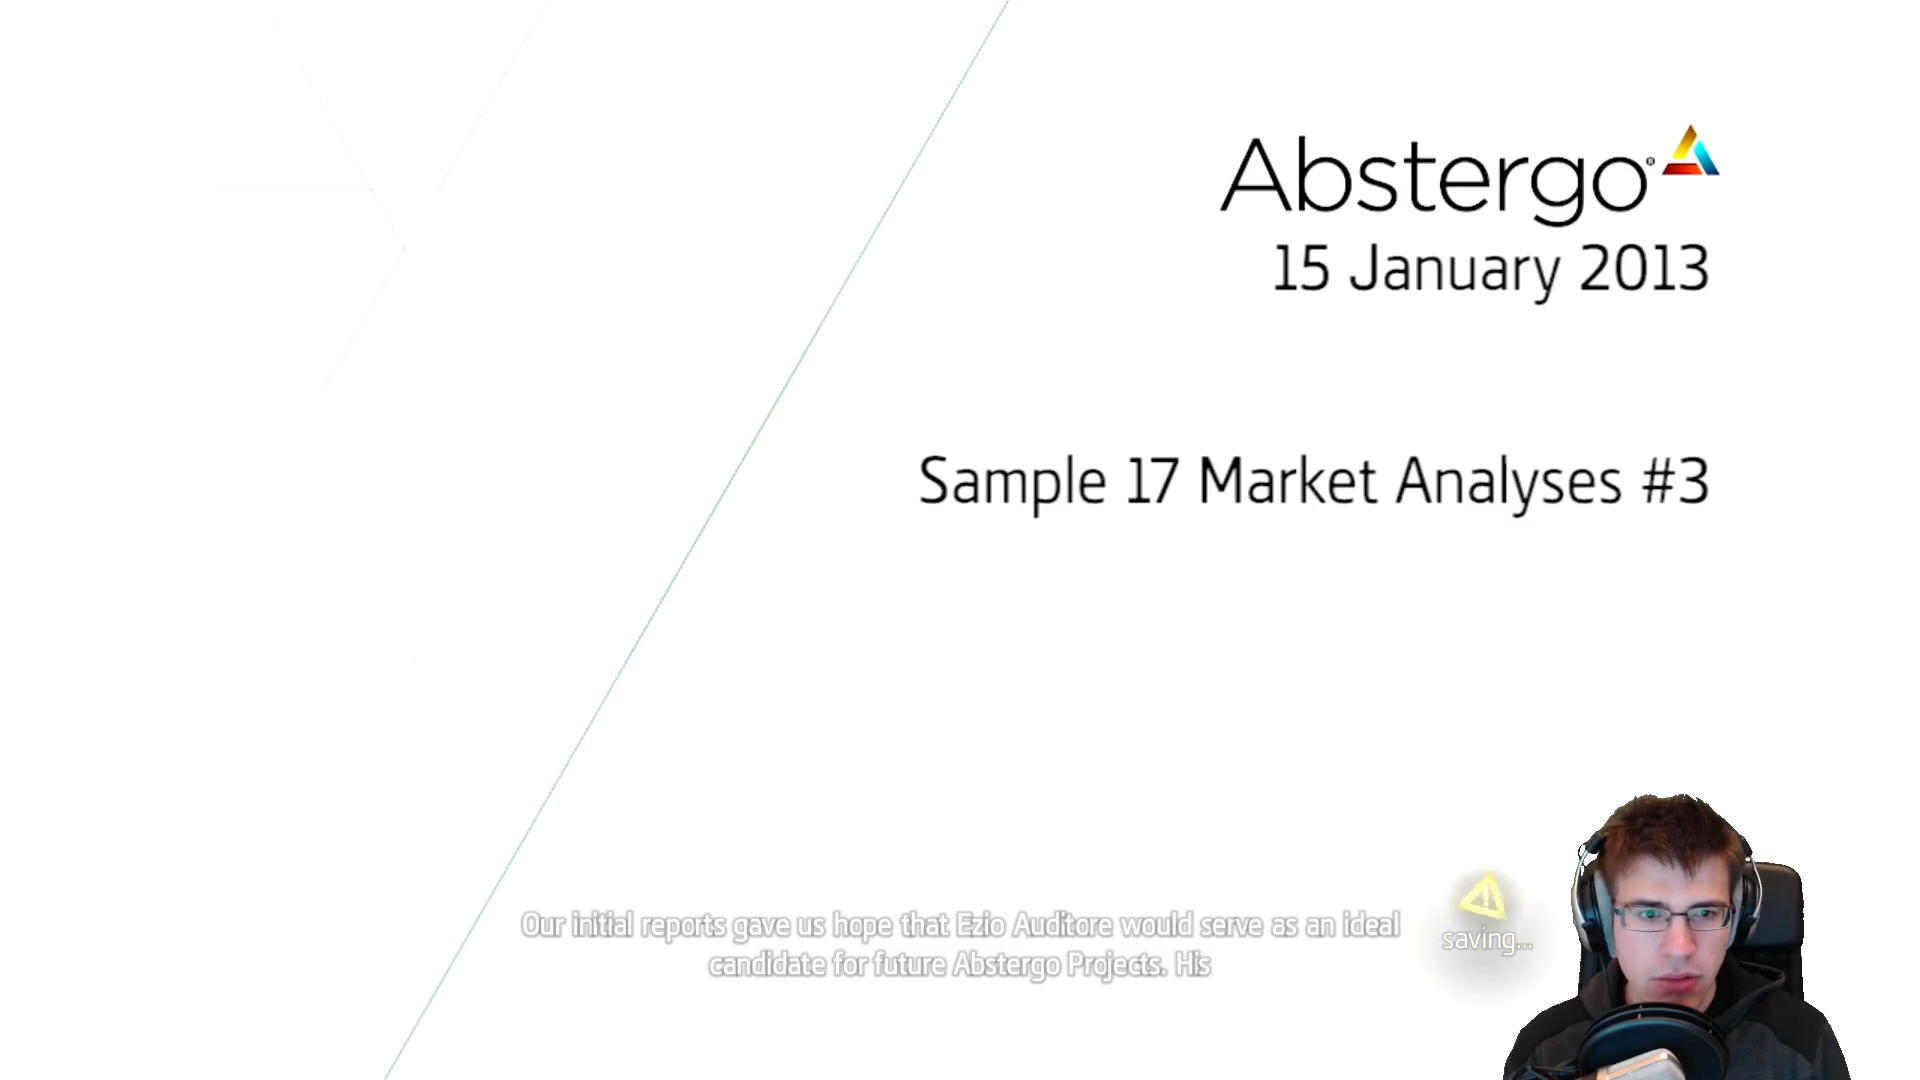 Abstergo®
15 January 2013
Sample 17 Market Analyses #3
Our initial reports gave us hope that Ezio Auditore would serve as an ideal
candidate for future Abstergo Projects. His
saving...